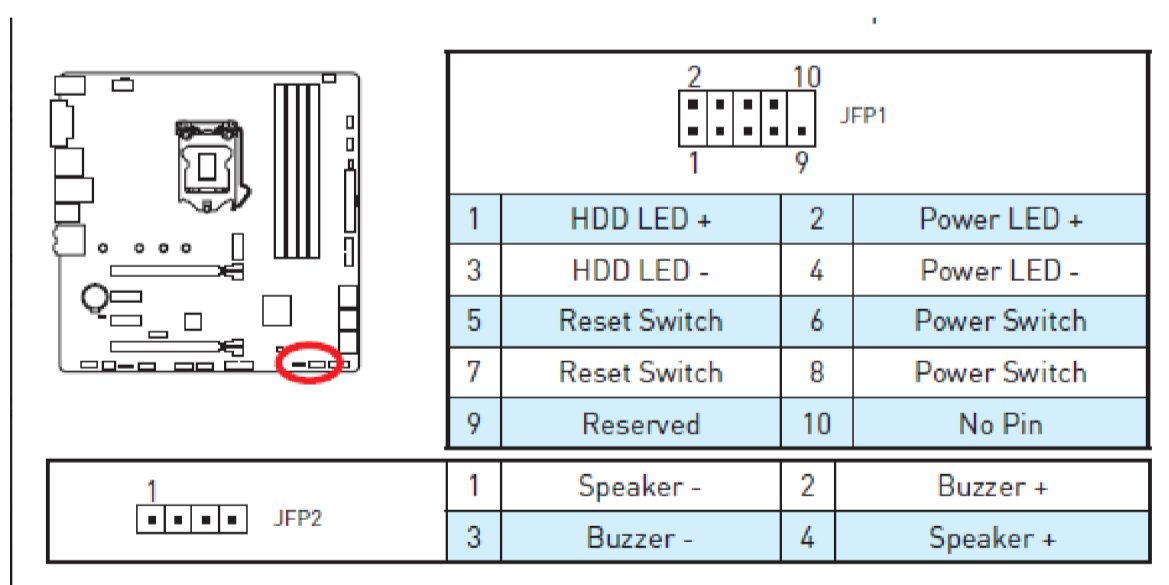 2 10
JFP1
1 9
1 HDD LED + 2 Power LED +
3 HDD LED - 4 Power LED -
5 Reset Switch 6 Power Switch
7 Reset Switch 8 Power Switch
9 Reserved 10 No Pin
1
JFP2
1 Speaker - 2 Buzzer +
3 Buzzer - 4 Speaker +